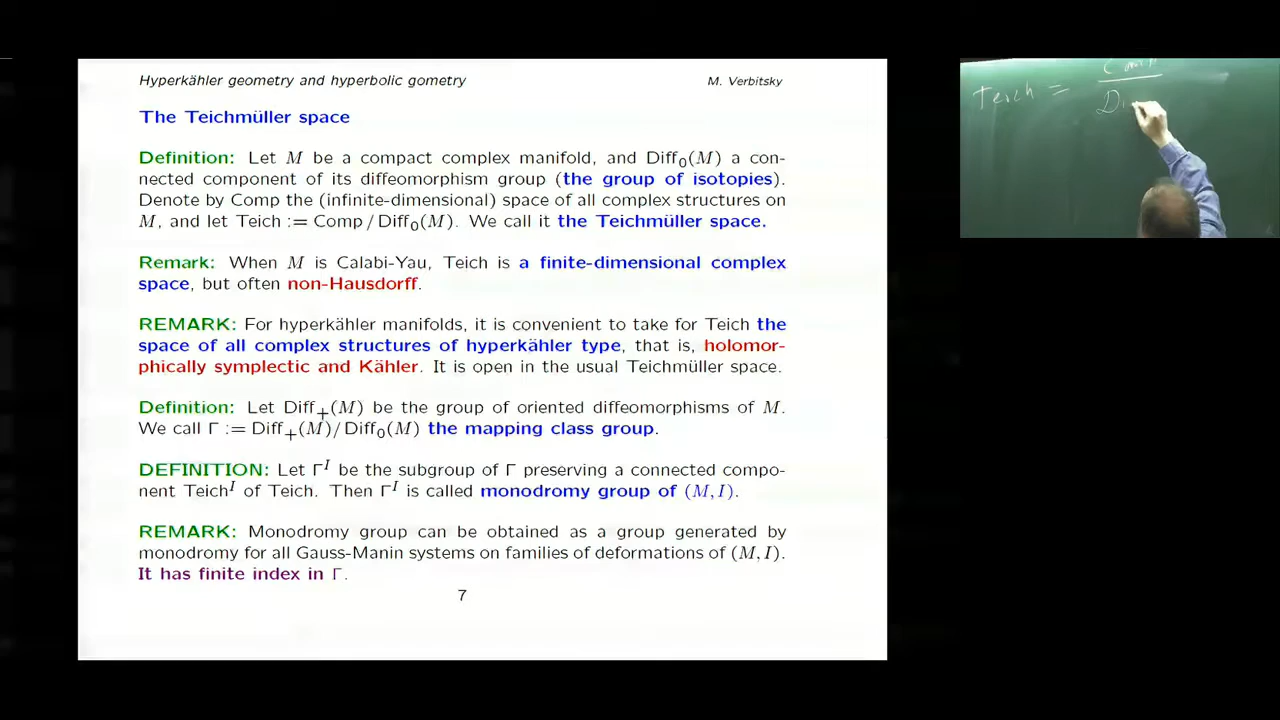 Hyperkähler geometry and hyperbolic gometry M. Verbitsky
The Teichmüller space
Definition: Let M be a compact complex manifold, and Diff₀(M) a con-
nected component of its diffeomorphism group (the group of isotopies).
Denote by Comp the (infinite-dimensional) space of all complex structures on
M, and let Teich := Comp / Diff₀(M). We call it the Teichmüller space.
Remark: When M is Calabi-Yau, Teich is a finite-dimensional complex
space, but often non-Hausdorff.
REMARK: For hyperkähler manifolds, it is convenient to take for Teich the
space of all complex structures of hyperkähler type, that is, holomor-
phically symplectic and Kähler. It is open in the usual Teichmüller space.
Definition: Let Diff₊(M) be the group of oriented diffeomorphisms of M.
We call Γ := Diff₊(M)/Diff₀(M) the mapping class group.
DEFINITION: Let Γᴵ be the subgroup of Γ preserving a connected compo-
nent Teichᴵ of Teich. Then Γᴵ is called monodromy group of (M, I).
REMARK: Monodromy group can be obtained as a group generated by
monodromy for all Gauss-Manin systems on families of deformations of (M, I).
It has finite index in Γ.
7
Teich =